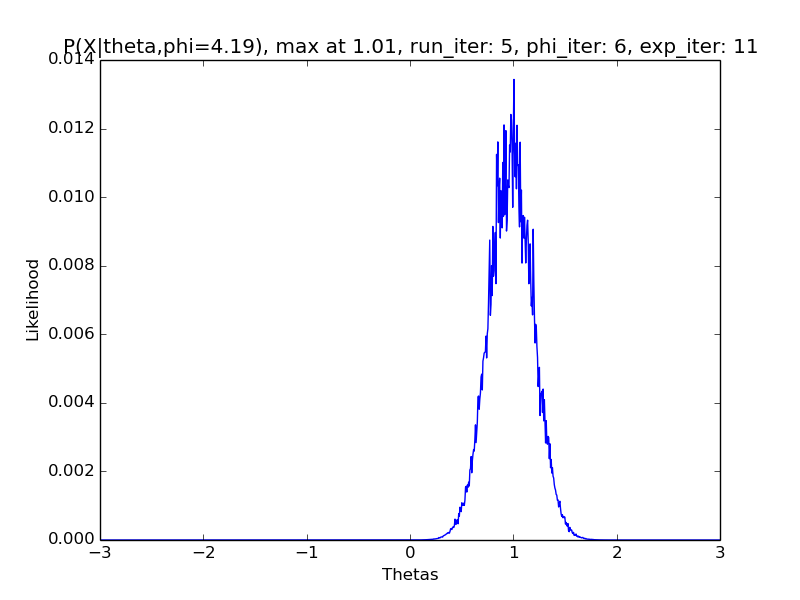 P(X|theta,phi=4.19), max at 1.01, run_iter: 5, phi_iter: 6, exp_iter: 11
0.014
0.012
0.010
0.008
0.006
0.004
0.002
0.000
Likelihood
−3 −2 −1 0 1 2 3
Thetas